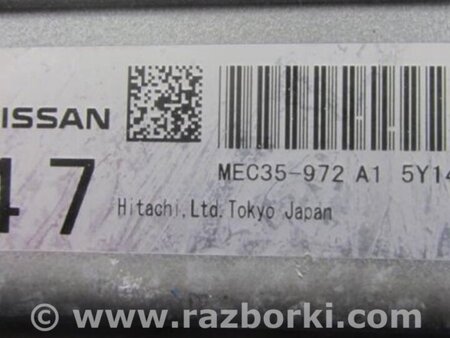 NISSAN
47
MEC35-972 A1 5Y14
Hitachi,Ltd.Tokyo Japan
© www.razborki.com